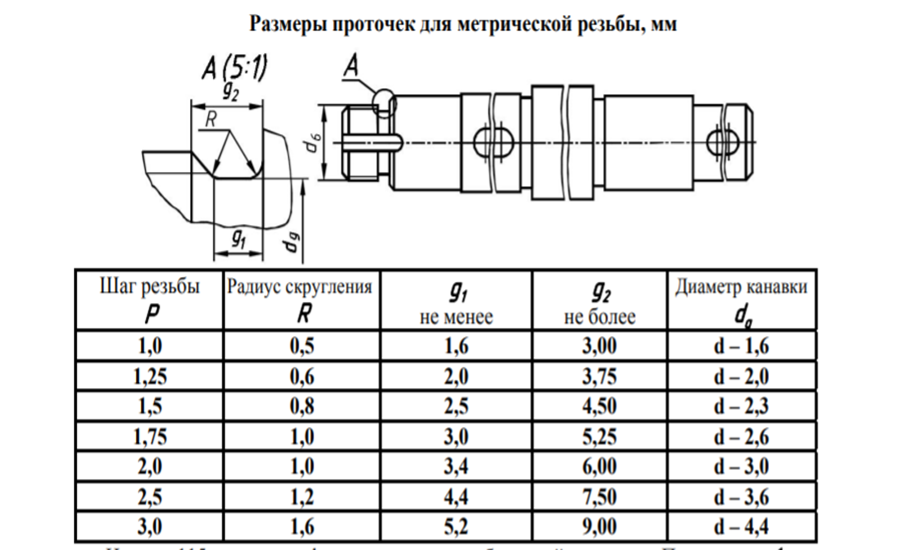 Размеры проточек для метрической резьбы, мм
A (5:1)
A
g2
R
d6
g1
dg
Шаг резьбы P
Радиус скругления R
g1 не менее
g2 не более
Диаметр канавки dg
1,0 0,5 1,6 3,00 d – 1,6
1,25 0,6 2,0 3,75 d – 2,0
1,5 0,8 2,5 4,50 d – 2,3
1,75 1,0 3,0 5,25 d – 2,6
2,0 1,0 3,4 6,00 d – 3,0
2,5 1,2 4,4 7,50 d – 3,6
3,0 1,6 5,2 9,00 d – 4,4